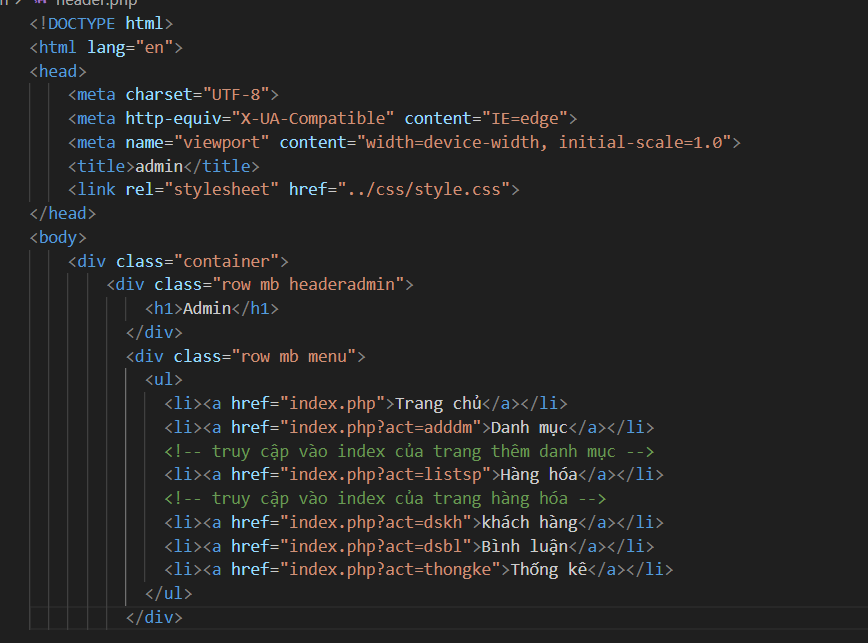 header.php
<!DOCTYPE html>
<html lang="en">
<head>
<meta charset="UTF-8">
<meta http-equiv="X-UA-Compatible" content="IE=edge">
<meta name="viewport" content="width=device-width, initial-scale=1.0">
<title>admin</title>
<link rel="stylesheet" href="../css/style.css">
</head>
<body>
<div class="container">
<div class="row mb headeradmin">
<h1>Admin</h1>
</div>
<div class="row mb menu">
<ul>
<li><a href="index.php">Trang chủ</a></li>
<li><a href="index.php?act=adddm">Danh mục</a></li>
<!-- truy cập vào index của trang thêm danh mục -->
<li><a href="index.php?act=listsp">Hàng hóa</a></li>
<!-- truy cập vào index của trang hàng hóa -->
<li><a href="index.php?act=dskh">khách hàng</a></li>
<li><a href="index.php?act=dsbl">Bình luận</a></li>
<li><a href="index.php?act=thongke">Thống kê</a></li>
</ul>
</div>